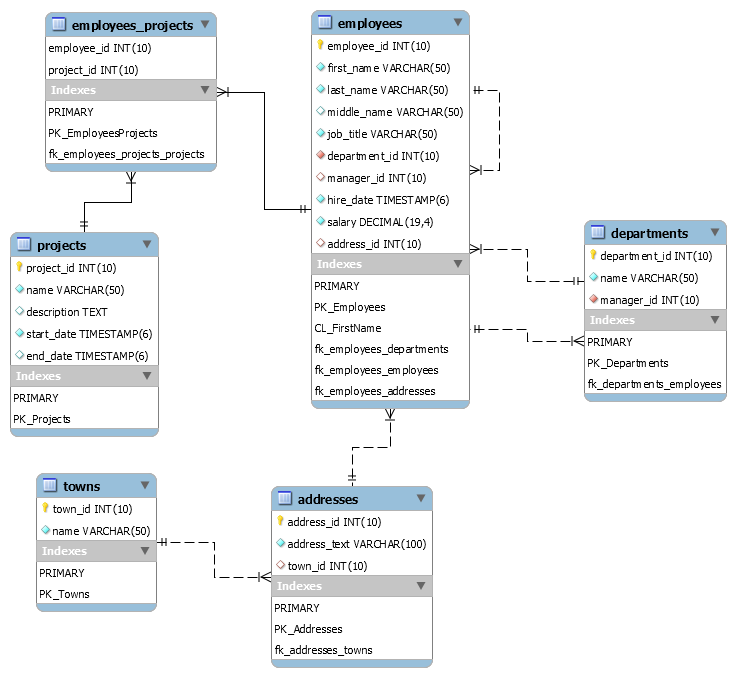 employees_projects
employee_id INT(10)
project_id INT(10)
Indexes
PRIMARY
PK_EmployeesProjects
fk_employees_projects_projects
employees
employee_id INT(10)
first_name VARCHAR(50)
last_name VARCHAR(50)
middle_name VARCHAR(50)
job_title VARCHAR(50)
department_id INT(10)
manager_id INT(10)
hire_date TIMESTAMP(6)
salary DECIMAL(19,4)
address_id INT(10)
Indexes
PRIMARY
PK_Employees
CL_FirstName
fk_employees_departments
fk_employees_employees
fk_employees_addresses
projects
project_id INT(10)
name VARCHAR(50)
description TEXT
start_date TIMESTAMP(6)
end_date TIMESTAMP(6)
Indexes
PRIMARY
PK_Projects
departments
department_id INT(10)
name VARCHAR(50)
manager_id INT(10)
Indexes
PRIMARY
PK_Departments
fk_departments_employees
towns
town_id INT(10)
name VARCHAR(50)
Indexes
PRIMARY
PK_Towns
addresses
address_id INT(10)
address_text VARCHAR(100)
town_id INT(10)
Indexes
PRIMARY
PK_Addresses
fk_addresses_towns